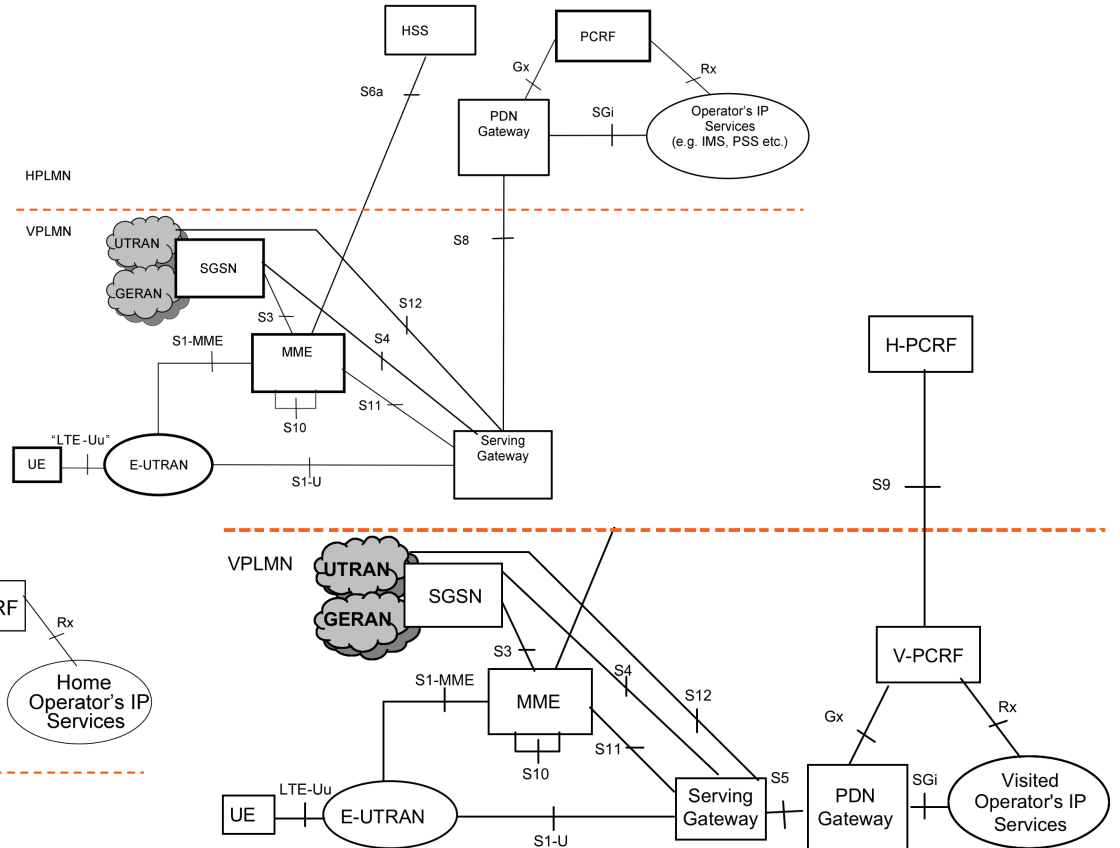 HSS
PCRF
Gx
Rx
S6a
PDN
Gateway
SGi
Operator's IP
Services
(e.g. IMS, PSS etc.)
HPLMN
VPLMN
S8
UTRAN
SGSN
GERAN
S12
S3
S4
S1-MME
MME
S11
S10
"LTE-Uu"
UE
E-UTRAN
S1-U
Serving
Gateway
H-PCRF
S9
VPLMN
UTRAN
SGSN
GERAN
S3
S4
S12
S1-MME
MME
S11
S10
LTE-Uu
UE
E-UTRAN
S1-U
Serving
Gateway
S5
V-PCRF
Gx
Rx
PDN
Gateway
SGi
Visited
Operator's IP
Services
RF
Rx
Home
Operator's IP
Services